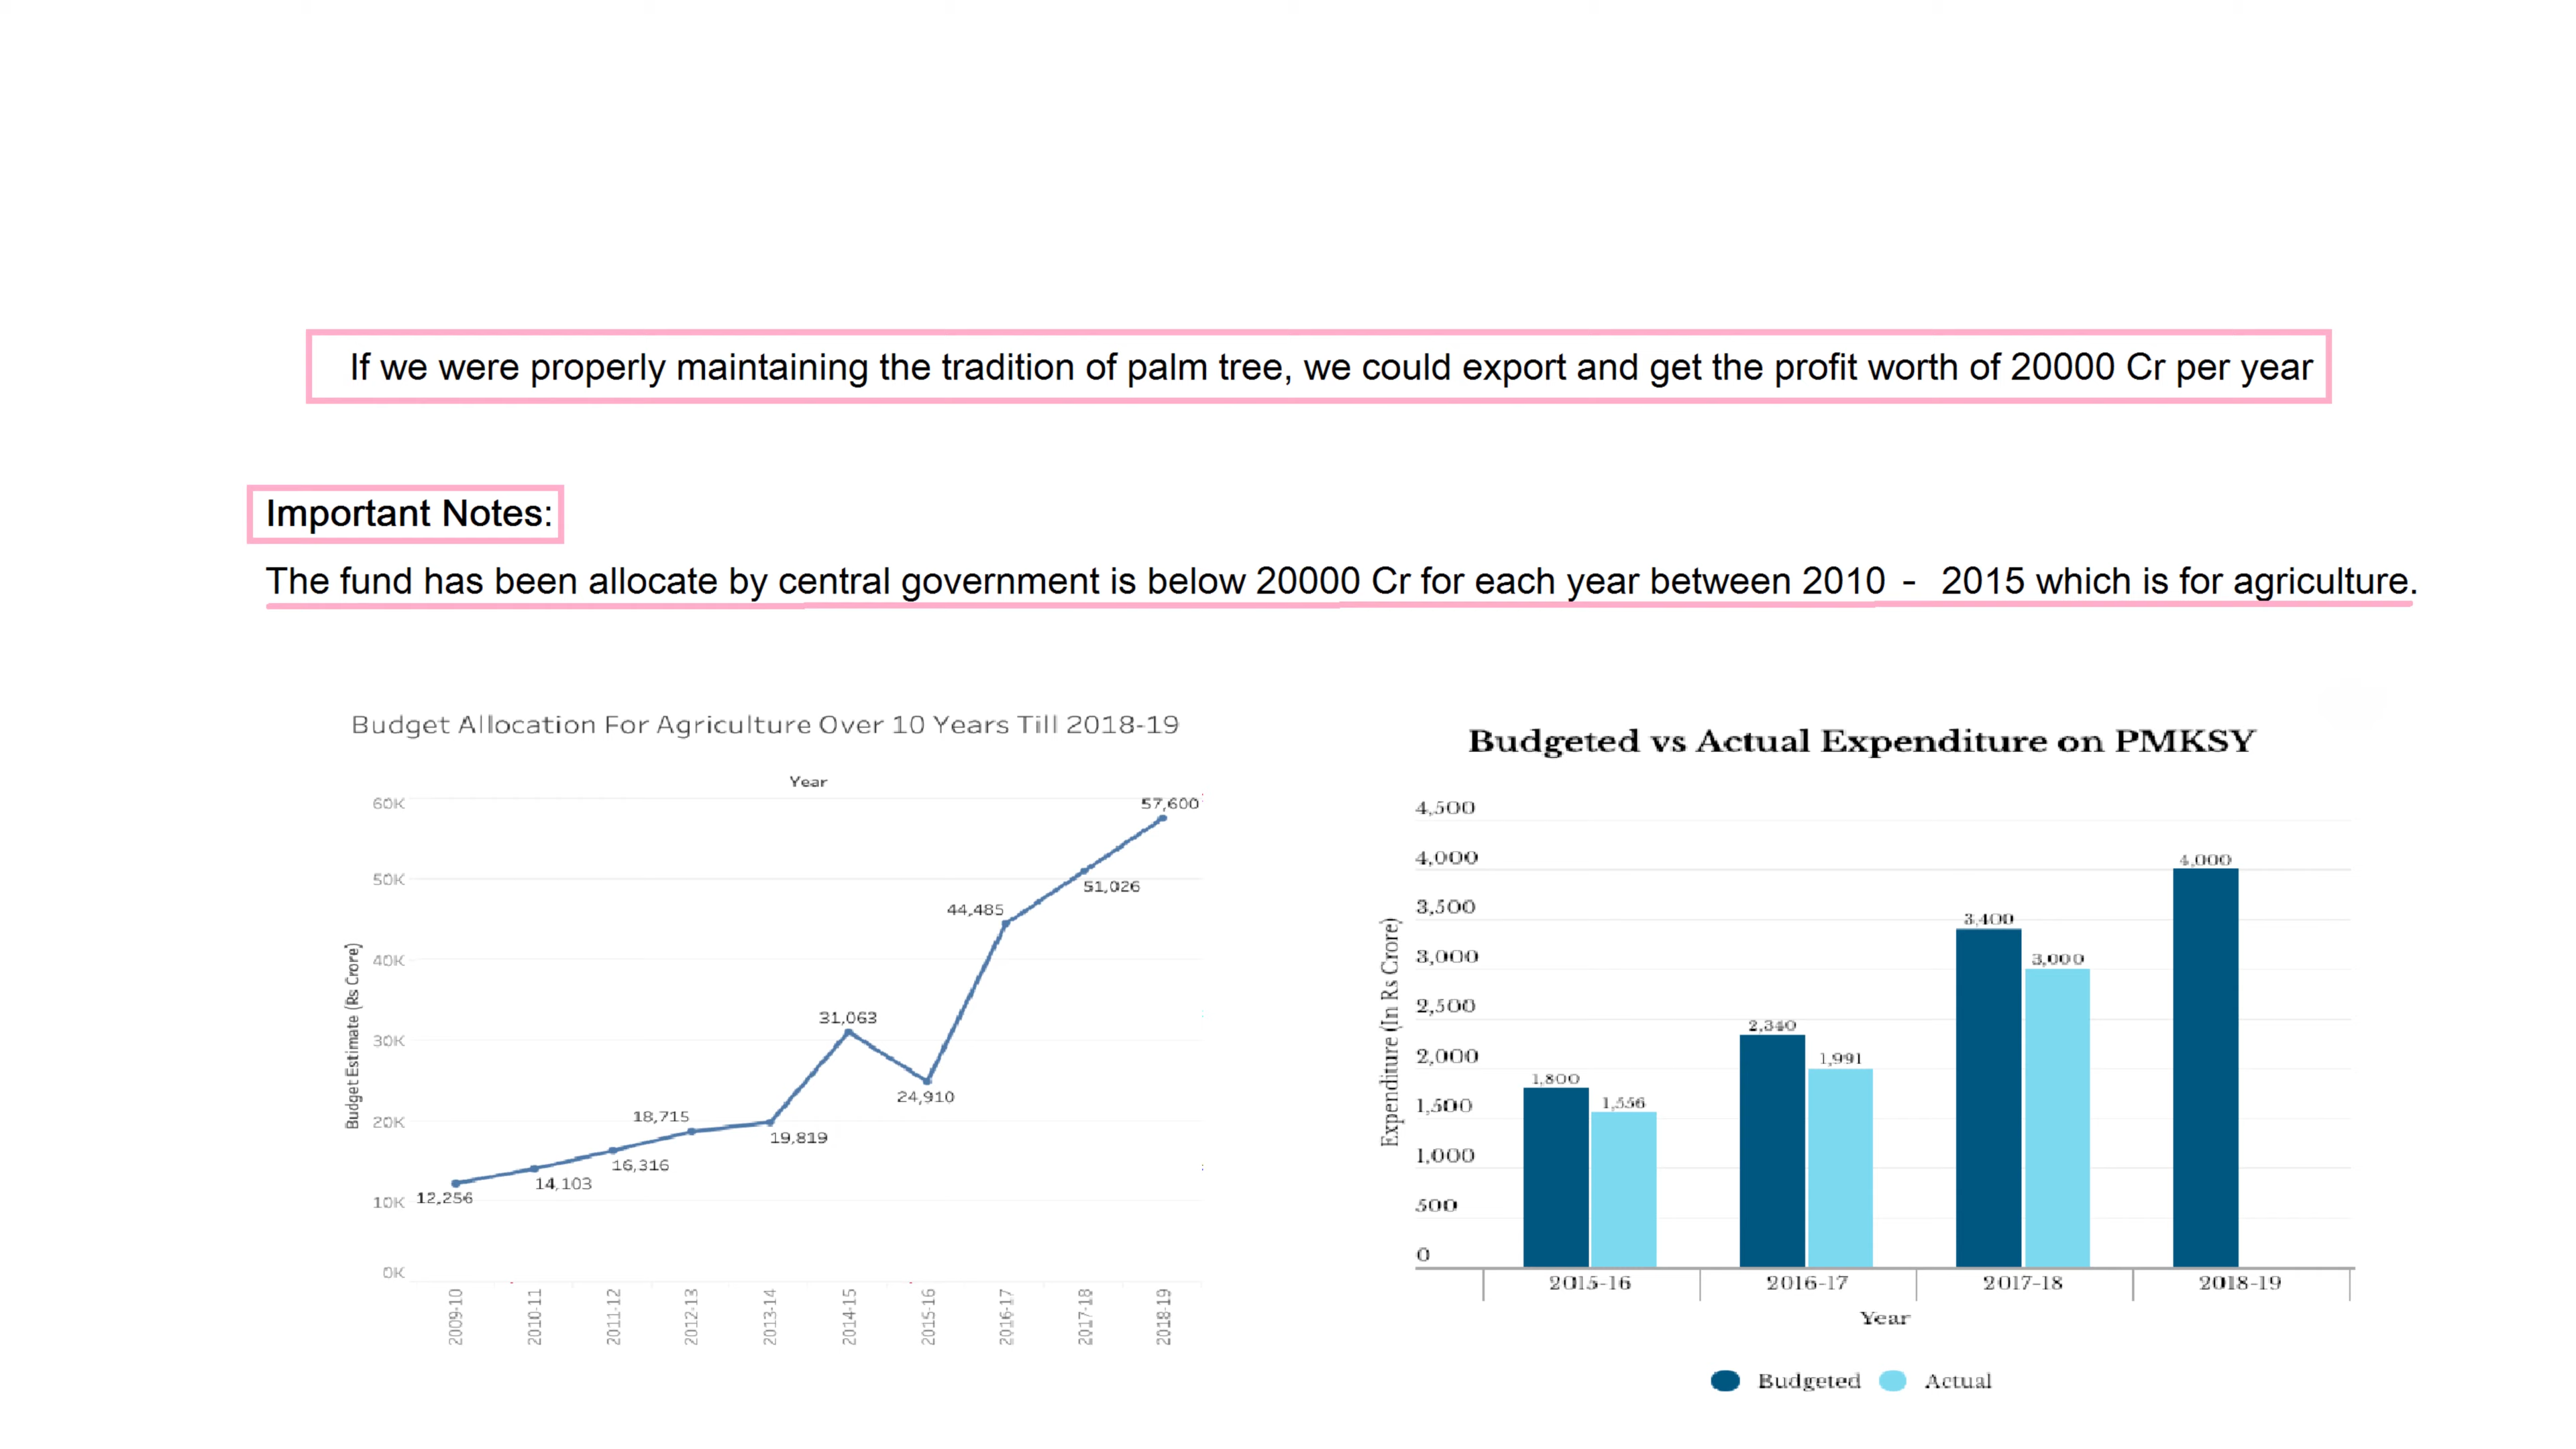 If we were properly maintaining the tradition of palm tree, we could export and get the profit worth of 20000 Cr per year
Important Notes:
The fund has been allocate by central government is below 20000 Cr for each year between 2010 - 2015 which is for agriculture.
Budget Allocation For Agriculture Over 10 Years Till 2018-19
Year
Budget Estimate (Rs Crore)
60K
50K
40K
30K
20K
10K
0K
12,256
14,103
16,316
18,715
19,819
31,063
24,910
44,485
51,026
57,600
2009-10
2010-11
2011-12
2012-13
2013-14
2014-15
2015-16
2016-17
2017-18
2018-19
Budgeted vs Actual Expenditure on PMKSY
Expenditure (In Rs Crore)
4,500
4,000
3,500
3,000
2,500
2,000
1,500
1,000
500
0
1,800
1,556
2,340
1,991
3,400
3,000
4,000
2015-16
2016-17
2017-18
2018-19
Year
Budgeted
Actual